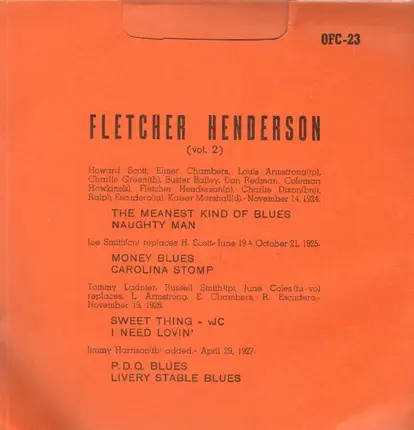 OFC-23
FLETCHER HENDERSON
(vol. 2)
Howard Scott, Elmer Chambers, Louis Armstrong(tp),
Charlie Green(tb), Buster Bailey, Don Redman, Coleman
Hawkins(s), Fletcher Henderson(p), Charlie Dixon(bn),
Ralph Escudero(tu), Kaiser Marshall(d).- November 14, 1924.
THE MEANEST KIND OF BLUES
NAUGHTY MAN
Joe Smith(cn) replaces H. Scott.- June 19 & October 21, 1925.
MONEY BLUES
CAROLINA STOMP
Tommy Ladnier, Russell Smith(tp), June Coles(tu-vo)
replaces, L. Armstrong, E. Chambers, R. Escudero.-
November 19, 1926.
SWEET THING - vJC
I NEED LOVIN'
Jimmy Harrison(tb) added.- April 29, 1927.
P.D.Q. BLUES
LIVERY STABLE BLUES